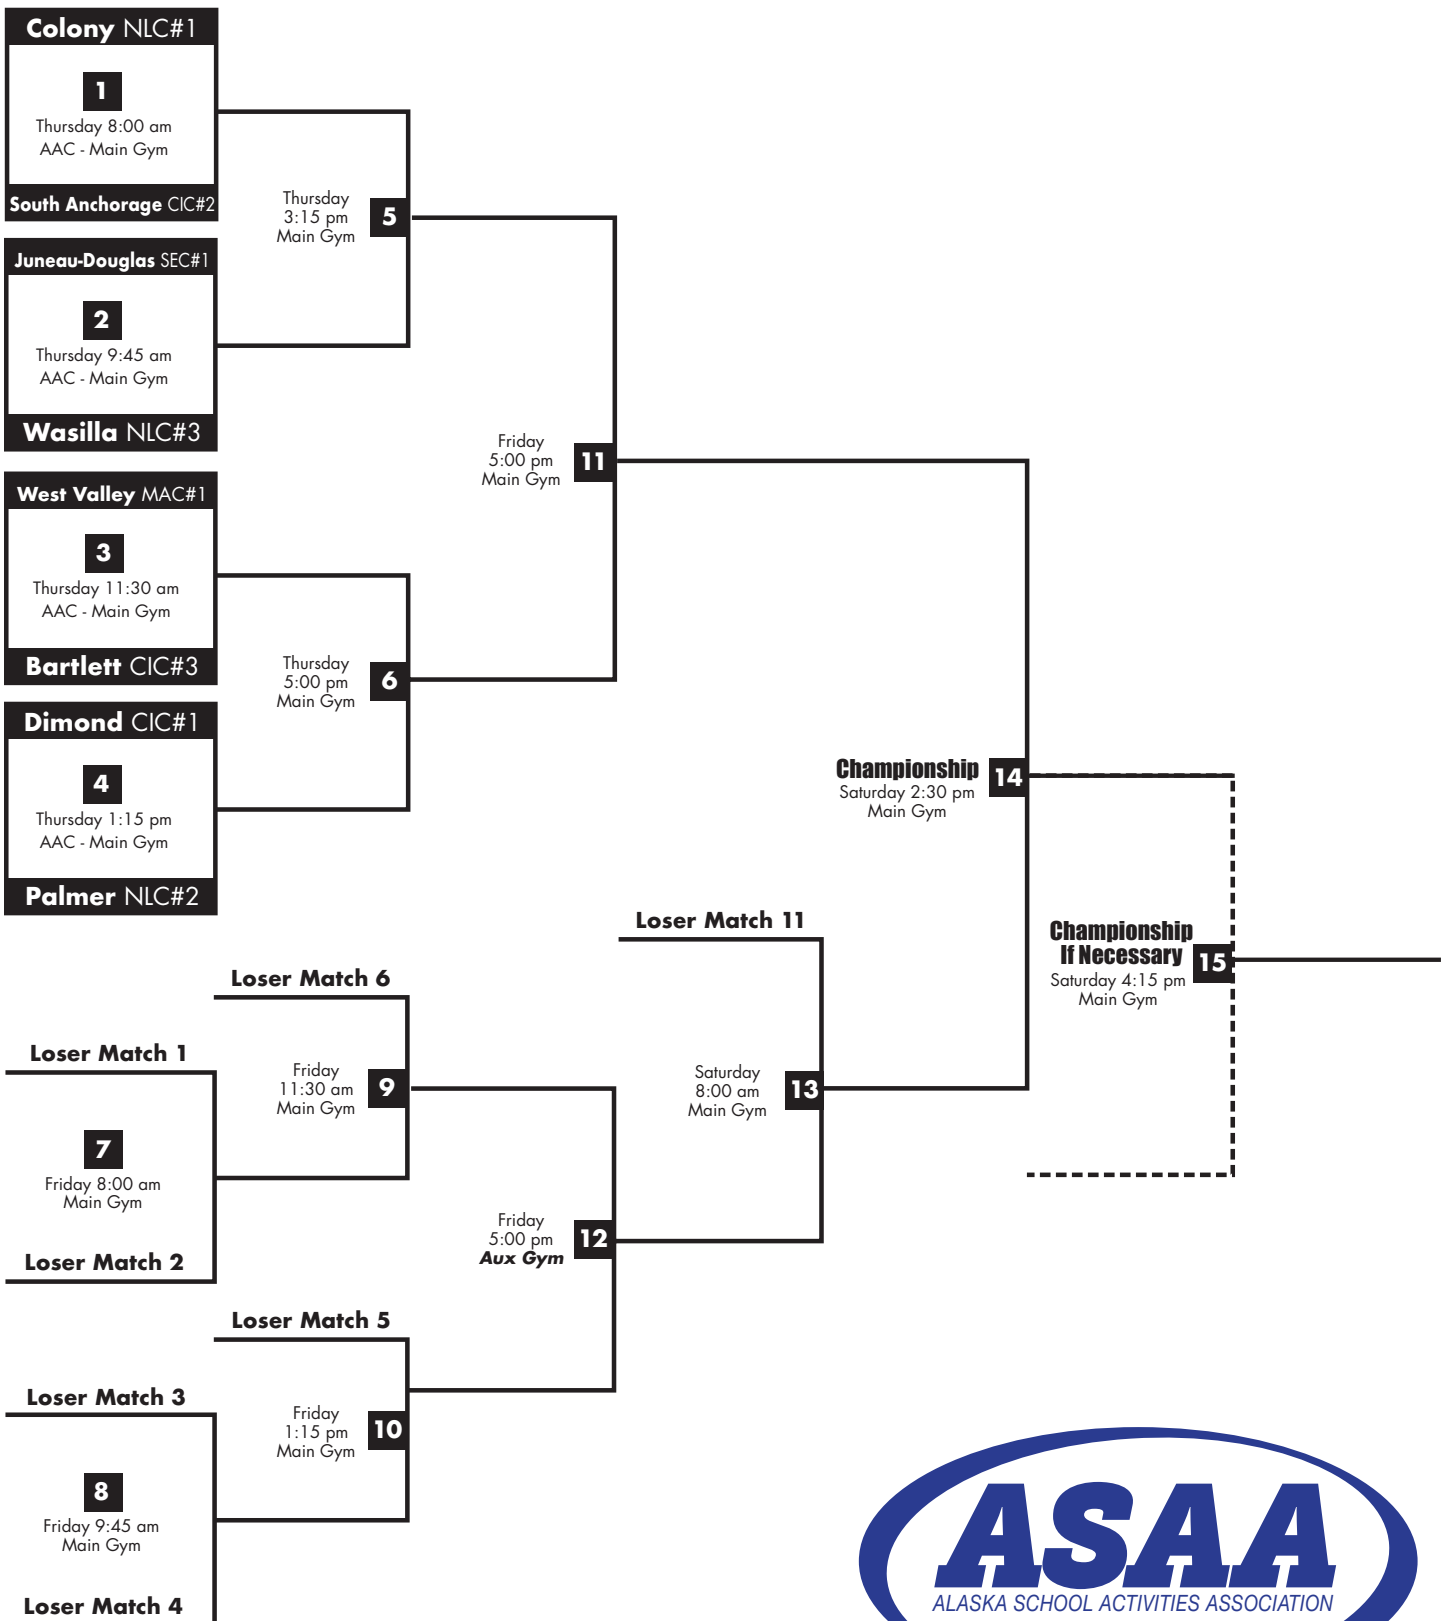 Colony NLC#1
1
Thursday 8:00 am
AAC - Main Gym
South Anchorage CIC#2
Juneau-Douglas SEC#1
2
Thursday 9:45 am
AAC - Main Gym
Wasilla NLC#3
West Valley MAC#1
3
Thursday 11:30 am
AAC - Main Gym
Bartlett CIC#3
Dimond CIC#1
4
Thursday 1:15 pm
AAC - Main Gym
Palmer NLC#2
Thursday
3:15 pm
Main Gym
5
Thursday
5:00 pm
Main Gym
6
Friday
5:00 pm
Main Gym
11
Championship
Saturday 2:30 pm
Main Gym
14
Championship
If Necessary
Saturday 4:15 pm
Main Gym
15
Loser Match 11
Saturday
8:00 am
Main Gym
13
Loser Match 6
Friday
11:30 am
Main Gym
9
Loser Match 1
7
Friday 8:00 am
Main Gym
Loser Match 2
Friday
5:00 pm
Aux Gym
12
Loser Match 5
Friday
1:15 pm
Main Gym
10
Loser Match 3
8
Friday 9:45 am
Main Gym
Loser Match 4
ASAA
ALASKA SCHOOL ACTIVITIES ASSOCIATION